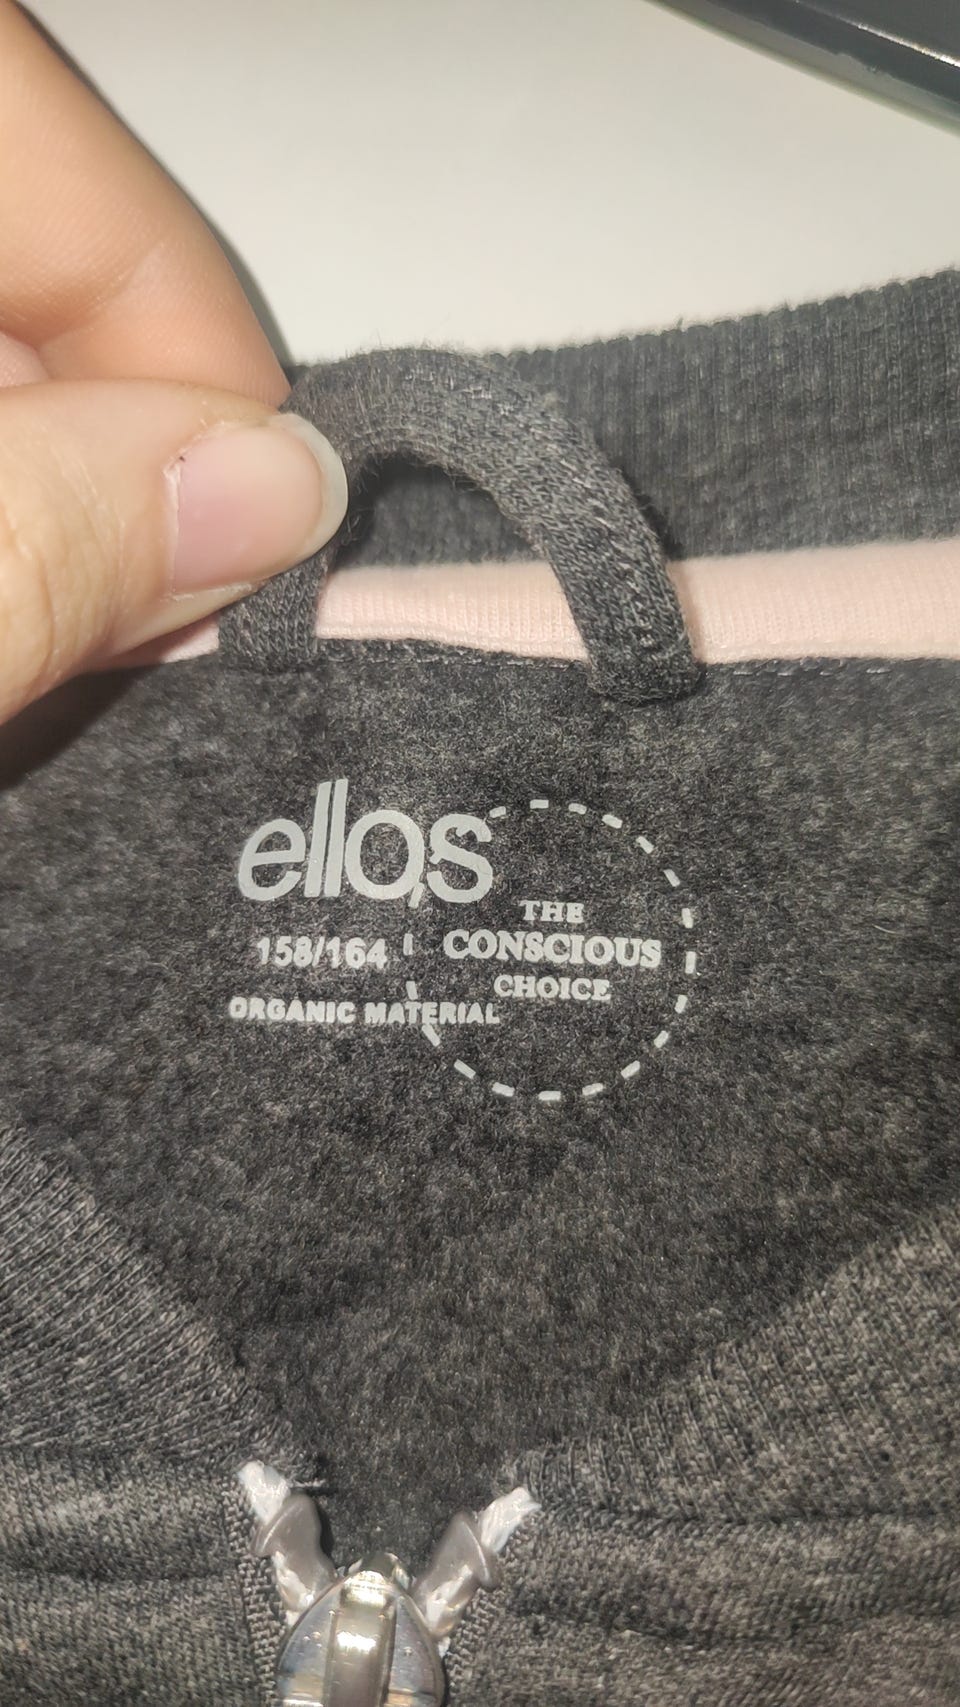 ellos
158/164
ORGANIC MATERIAL
THE
CONSCIOUS
CHOICE